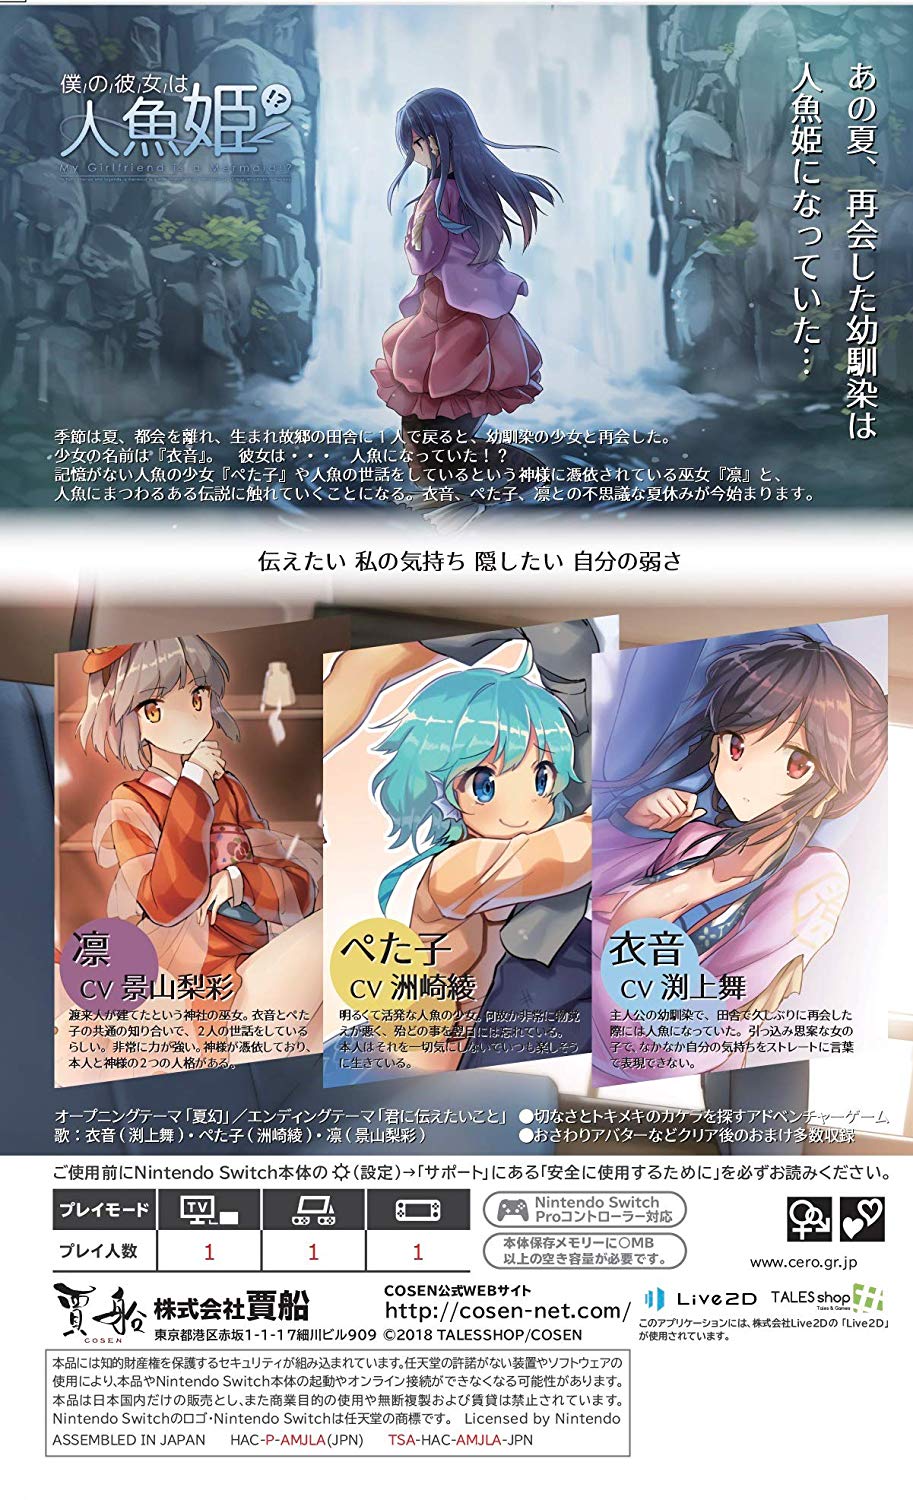 僕の彼女は
人魚姫!?
My Girlfriend is a Mermaid!?
あの夏、再会した幼馴染は
人魚姫になっていた…
季節は夏、都会を離れ、生まれ故郷の田舎に１人で戻ると、幼馴染の少女と再会した。
少女の名前は『衣音』。　彼女は・・・　人魚になっていた！？
記憶がない人魚の少女『ぺた子』や人魚の世話をしているという神様に憑依されている巫女『凛』と、
人魚にまつわるある伝説に触れていくことになる。衣音、ぺた子、凛との不思議な夏休みが今始まります。
伝えたい 私の気持ち 隠したい 自分の弱さ
凛
CV 景山梨彩
渡来人が建てたという神社の巫女。衣音とぺた
子の共通の知り合いで、２人の世話をしている
らしい。非常に力が強い。神様が憑依しており、
本人と神様の２つの人格がある。
ぺた子
CV 洲崎綾
明るくて活発な人魚の少女。何故か非常に物覚
えが悪く、殆どの事を翌日には忘れている。
本人はそれを一切気にしないでいつも楽しそう
に生きている。
衣音
CV 渕上舞
主人公の幼馴染で、田舎で久しぶりに再会した
際には人魚になっていた。引っ込み思案な女の
子で、なかなか自分の気持ちをストレートに言葉
で表現できない。
オープニングテーマ「夏幻」／エンディングテーマ「君に伝えたいこと」
歌：衣音（渕上舞）・ぺた子（洲崎綾）・凛（景山梨彩）
●切なさとトキメキのカケラを探すアドベンチャーゲーム
●おさわりアバターなどクリア後のおまけ多数収録
ご使用前にNintendo Switch本体の（設定）→「サポート」にある「安全に使用するために」を必ずお読みください。
プレイモード TV
プレイ人数 1 1 1
Nintendo Switch
Proコントローラー対応
本体保存メモリーに○MB
以上の空き容量が必要です。
www.cero.gr.jp
賈船
COSEN
株式会社賈船
東京都港区赤坂1-1-17細川ビル909
COSEN公式WEBサイト
http://cosen-net.com/
©2018 TALESSHOP/COSEN
Live2D
TALESshop
Tales & Games
このアプリケーションには、株式会社Live2Dの「Live2D」
が使用されています。
本品には知的財産権を保護するセキュリティが組み込まれています。任天堂の許諾がない装置やソフトウェアの
使用により、本品やNintendo Switch本体の起動やオンライン接続ができなくなる可能性があります。
本品は日本国内だけの販売とし、また商業目的の使用や無断複製および賃貸は禁止されています。
Nintendo Switchのロゴ・Nintendo Switchは任天堂の商標です。 Licensed by Nintendo
ASSEMBLED IN JAPAN HAC-P-AMJLA(JPN) TSA-HAC-AMJLA-JPN